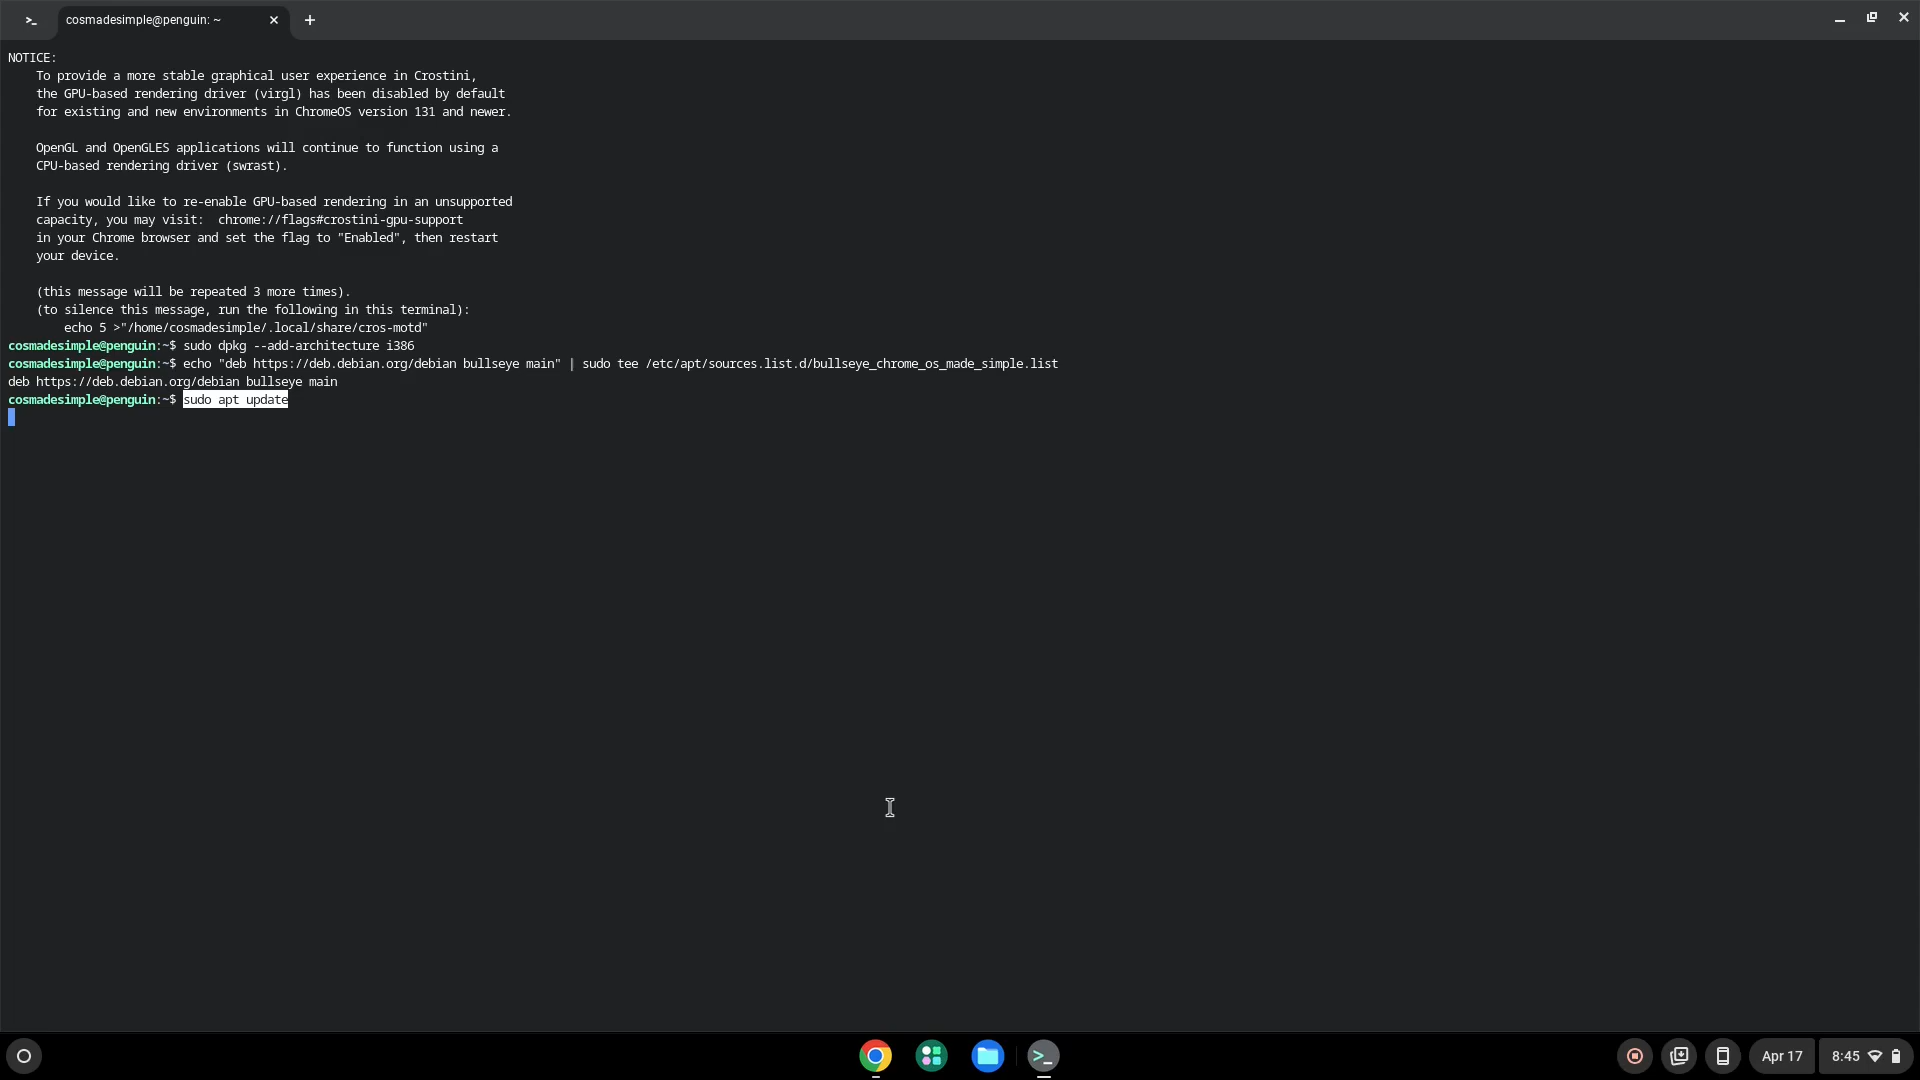 cosmadesimple@penguin: ~
NOTICE:
To provide a more stable graphical user experience in Crostini,
the GPU-based rendering driver (virgl) has been disabled by default
for existing and new environments in ChromeOS version 131 and newer.
OpenGL and OpenGLES applications will continue to function using a
CPU-based rendering driver (swrast).
If you would like to re-enable GPU-based rendering in an unsupported
capacity, you may visit:  chrome://flags#crostini-gpu-support
in your Chrome browser and set the flag to "Enabled", then restart
your device.
(this message will be repeated 3 more times).
(to silence this message, run the following in this terminal):
echo 5 >"/home/cosmadesimple/.local/share/cros-motd"
cosmadesimple@penguin:~$ sudo dpkg --add-architecture i386
cosmadesimple@penguin:~$ echo "deb https://deb.debian.org/debian bullseye main" | sudo tee /etc/apt/sources.list.d/bullseye_chrome_os_made_simple.list
deb https://deb.debian.org/debian bullseye main
cosmadesimple@penguin:~$ sudo apt update
Apr 17
8:45